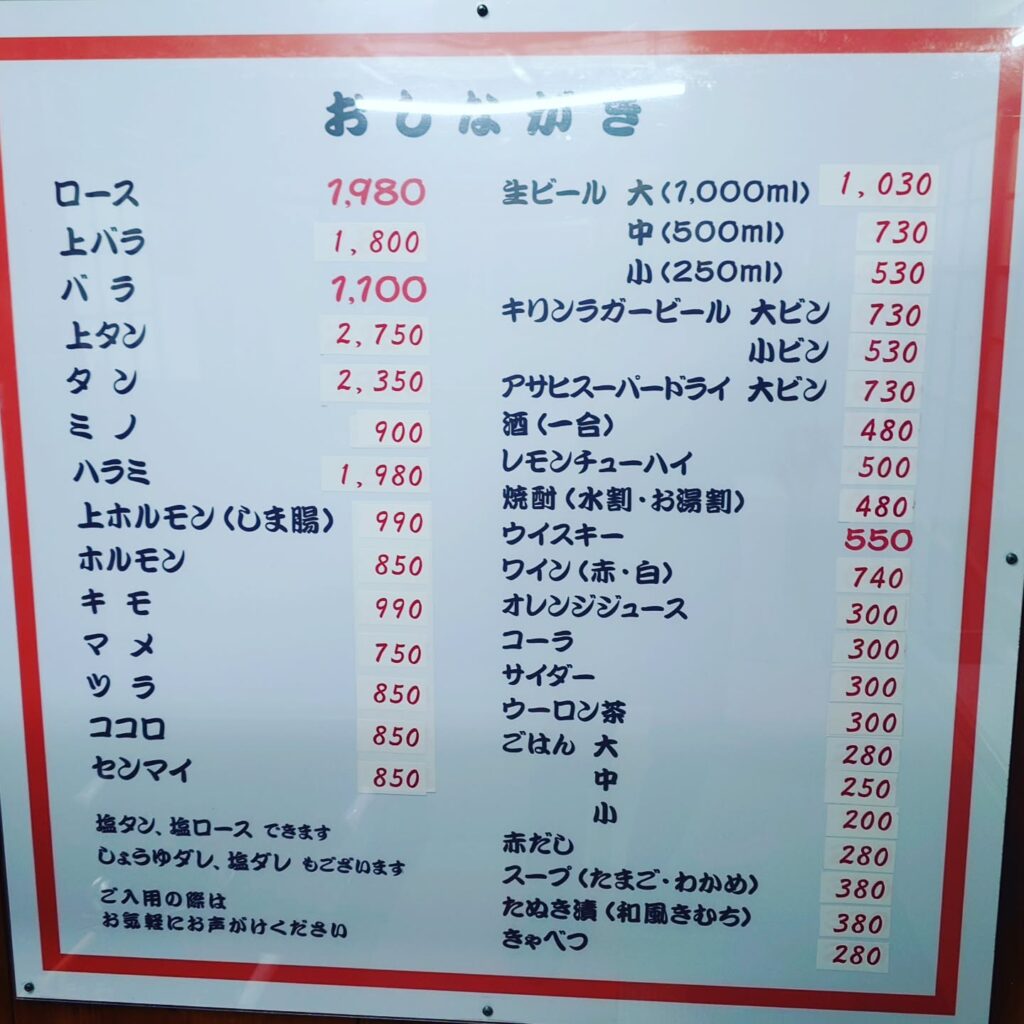 おしながき
ロース 1,980
上バラ 1,800
バラ 1,100
上タン 2,750
タン 2,350
ミノ 900
ハラミ 1,980
上ホルモン(しま腸) 990
ホルモン 850
キモ 990
マメ 750
ツラ 850
ココロ 850
センマイ 850
塩タン、塩ロース できます
しょうゆダレ、塩ダレ もございます
ご入用の際は
お気軽にお声がけください
生ビール 大(1,000ml) 1,030
中(500ml) 730
小(250ml) 530
キリンラガービール 大ビン 730
小ビン 530
アサヒスーパードライ 大ビン 730
酒(一合) 480
レモンチューハイ 500
焼酎(水割・お湯割) 480
ウイスキー 550
ワイン(赤・白) 740
オレンジジュース 300
コーラ 300
サイダー 300
ウーロン茶 300
ごはん 大 280
中 250
小 200
赤だし 280
スープ(たまご・わかめ) 380
たぬき漬(和風きむち) 380
きゃべつ 280